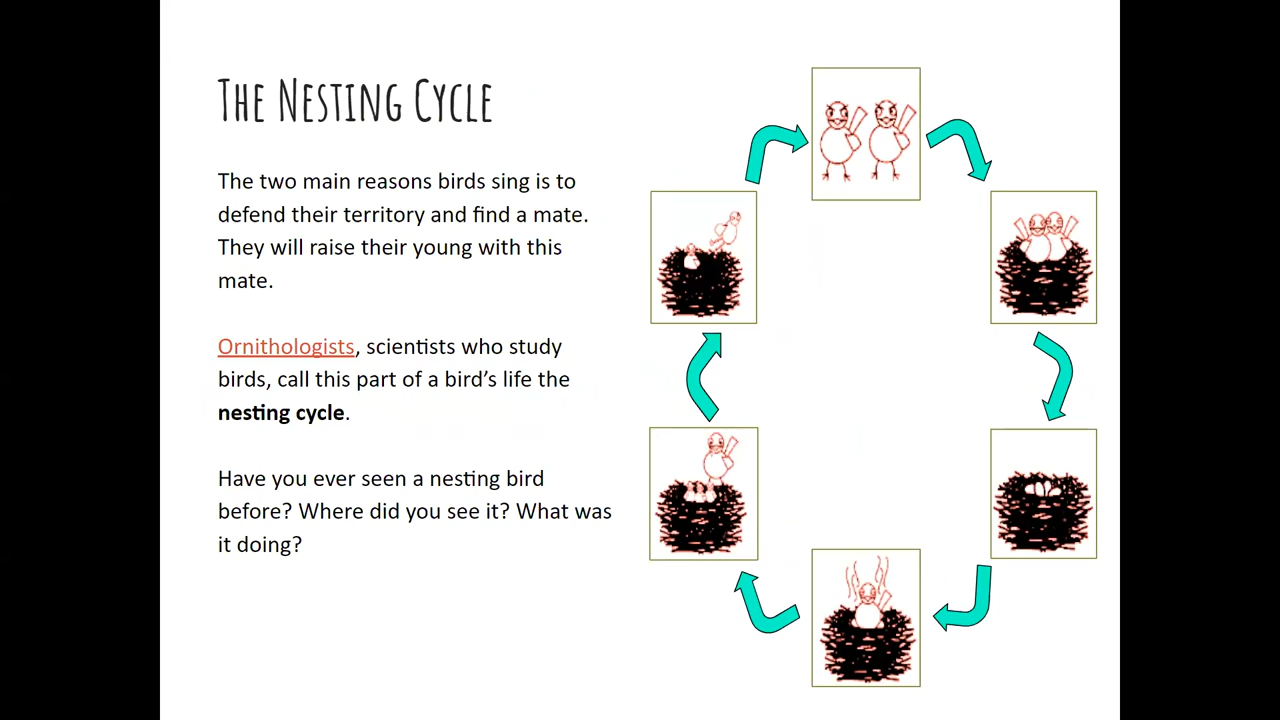 The Nesting Cycle
The two main reasons birds sing is to
defend their territory and find a mate.
They will raise their young with this
mate.
Ornithologists, scientists who study
birds, call this part of a bird’s life the
nesting cycle.
Have you ever seen a nesting bird
before? Where did you see it? What was
it doing?